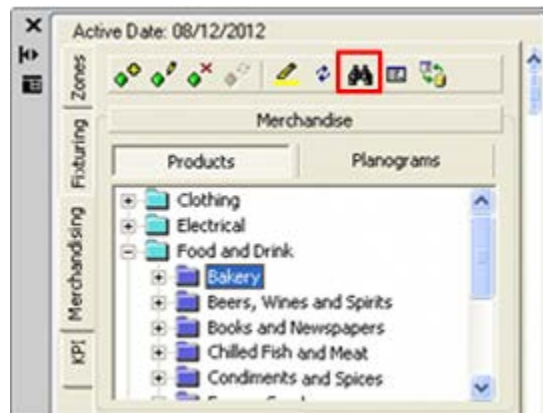 Active Date: 08/12/2012
Zones
Fixturing
Merchandising
KPI
Merchandise
Products
Planograms
Clothing
Electrical
Food and Drink
Bakery
Beers, Wines and Spirits
Books and Newspapers
Chilled Fish and Meat
Condiments and Spices